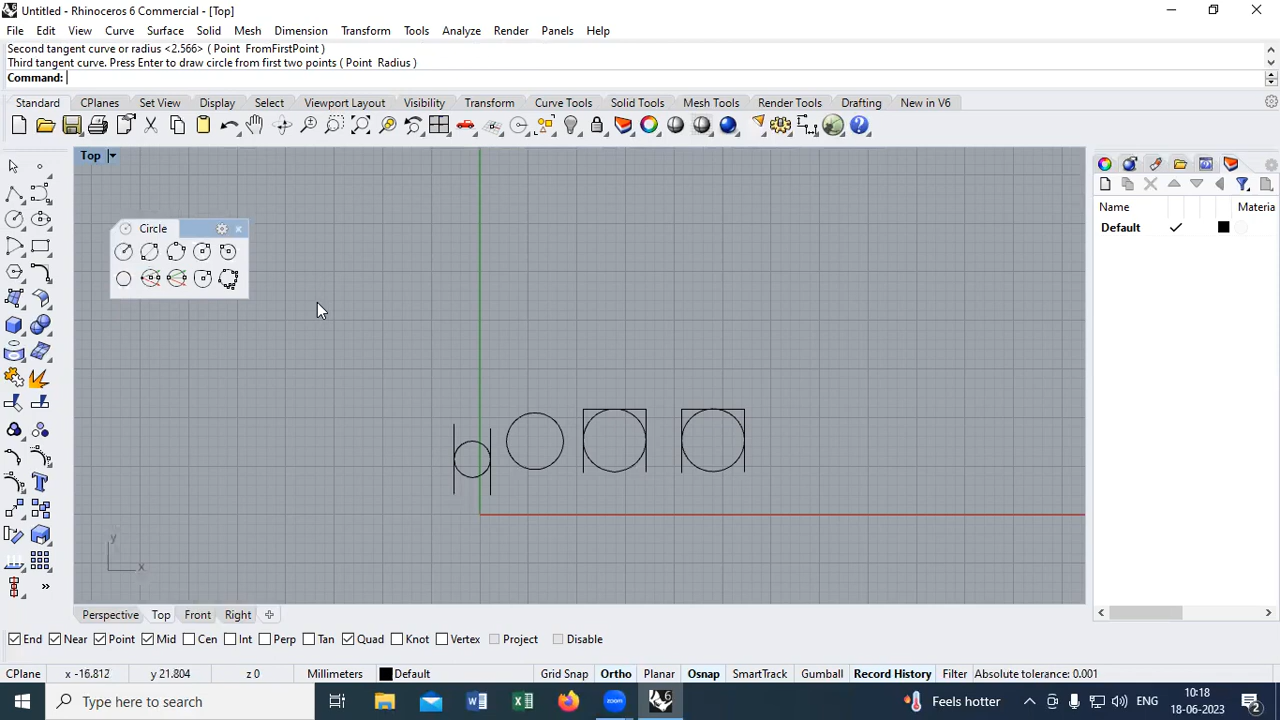 Untitled - Rhinoceros 6 Commercial - [Top]
File Edit View Curve Surface Solid Mesh Dimension Transform Tools Analyze Render Panels Help
Second tangent curve or radius <2.566> ( Point FromFirstPoint )
Third tangent curve. Press Enter to draw circle from first two points ( Point Radius )
Command:
Standard CPlanes Set View Display Select Viewport Layout Visibility Transform Curve Tools Solid Tools Mesh Tools Render Tools Drafting New in V6
Top
Circle
Name Materia
Default
y
x
Perspective Top Front Right
End Near Point Mid Cen Int Perp Tan Quad Knot Vertex Project Disable
CPlane x -16.812 y 21.804 z 0 Millimeters Default Grid Snap Ortho Planar Osnap SmartTrack Gumball Record History Filter Absolute tolerance: 0.001
Type here to search
zoom
6
Feels hotter
ENG
10:18
18-06-2023
2